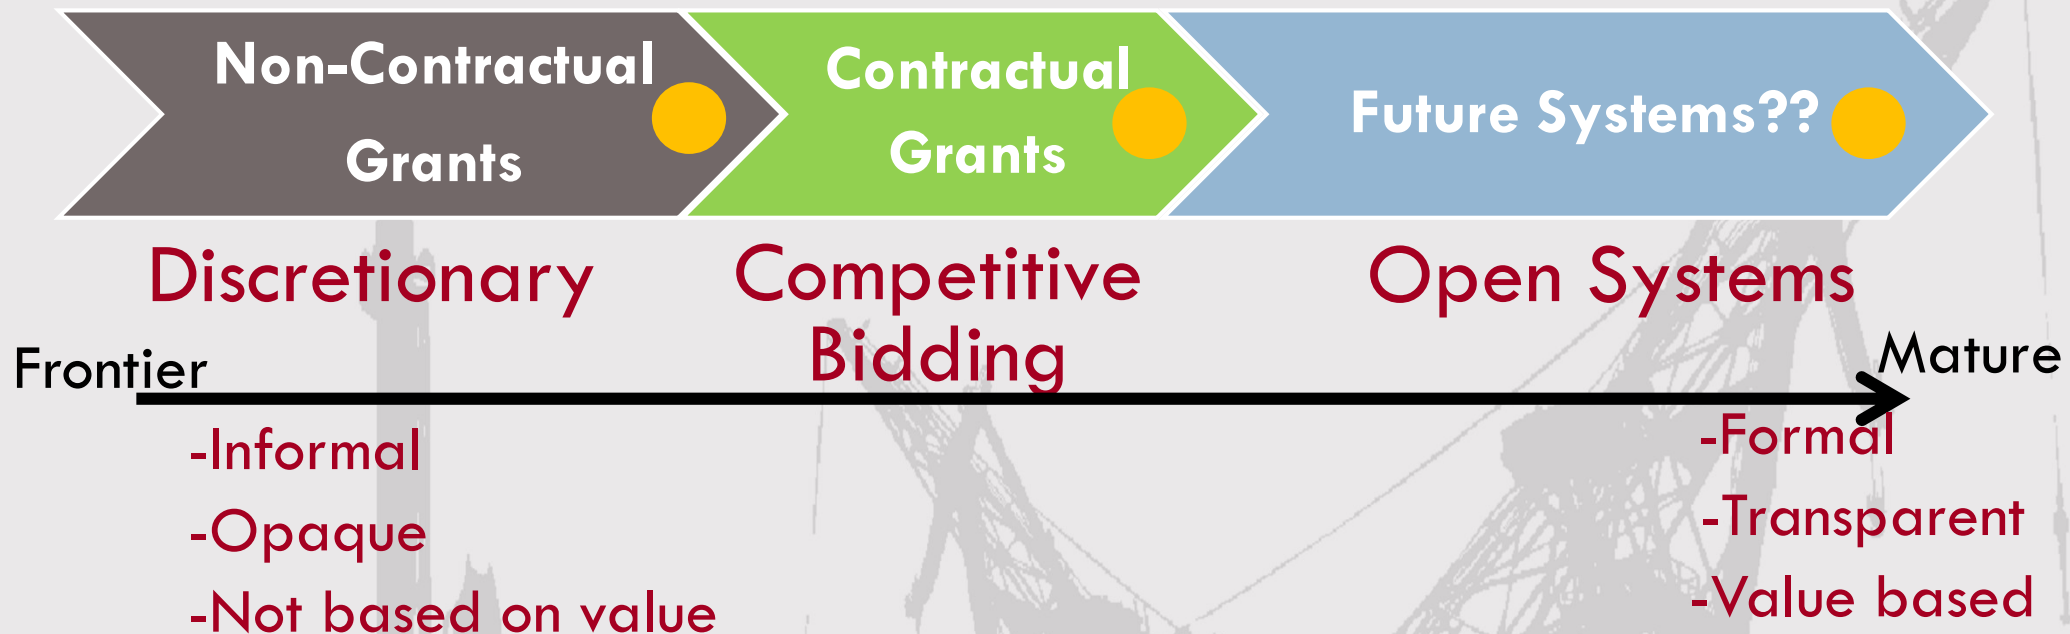 Non-Contractual
Grants
Contractual
Grants
Future Systems??
Discretionary
Competitive
Bidding
Open Systems
Frontier
Mature
-Informal
-Opaque
-Not based on value
-Formal
-Transparent
-Value based